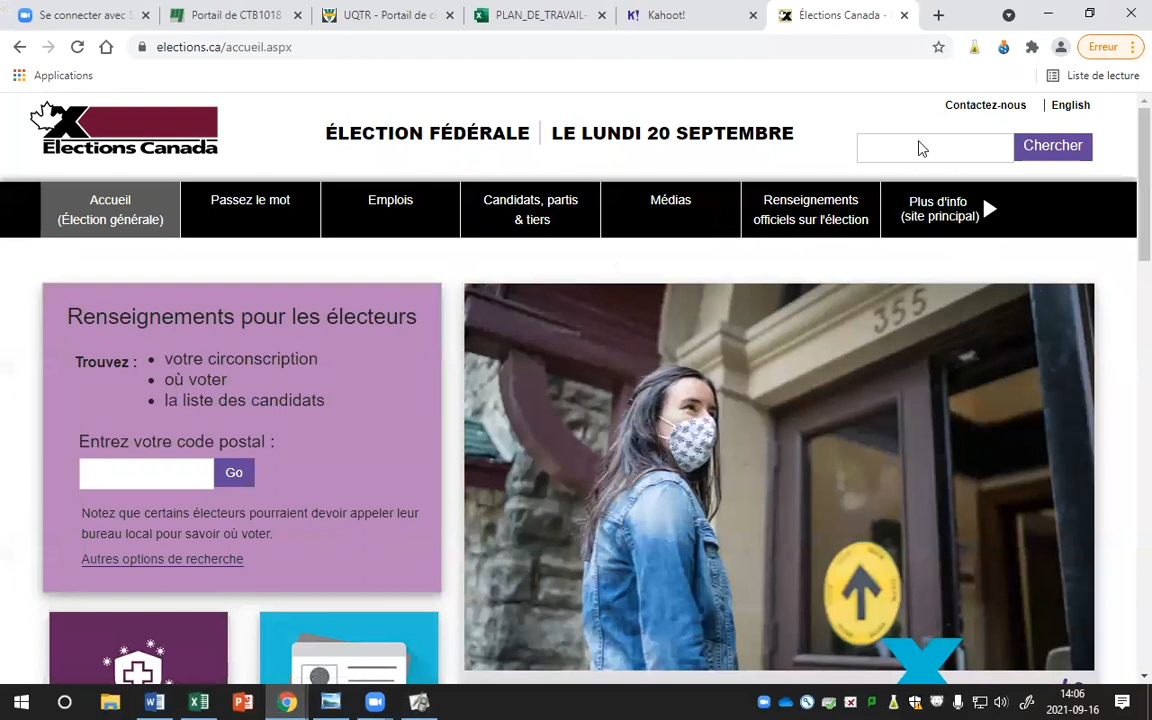 Se connecter avec
Portail de CTB1018
UQTR - Portail de c
PLAN_DE_TRAVAIL-
Kahoot!
Élections Canada -
elections.ca/accueil.aspx
Erreur
Applications
Liste de lecture
Contactez-nous
English
Élections Canada
ÉLECTION FÉDÉRALE
LE LUNDI 20 SEPTEMBRE
Chercher
Accueil
(Élection générale)
Passez le mot
Emplois
Candidats, partis
& tiers
Médias
Renseignements
officiels sur l'élection
Plus d'info
(site principal)
Renseignements pour les électeurs
Trouvez :
votre circonscription
où voter
la liste des candidats
Entrez votre code postal :
Go
Notez que certains électeurs pourraient devoir appeler leur
bureau local pour savoir où voter.
Autres options de recherche
355
14:06
2021-09-16